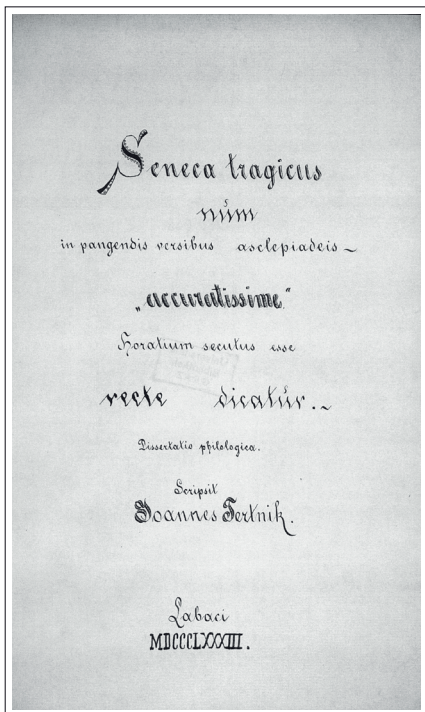 Seneca tragicus
num
in pangendis versibus asclepiadeis ~
„accuratissime“
Horatium secutus esse
recte dicatur. ~
Dissertatio philologica.
Scripsit
Joannes Tertnik.
Labaci
MDCCCLXXXIII.